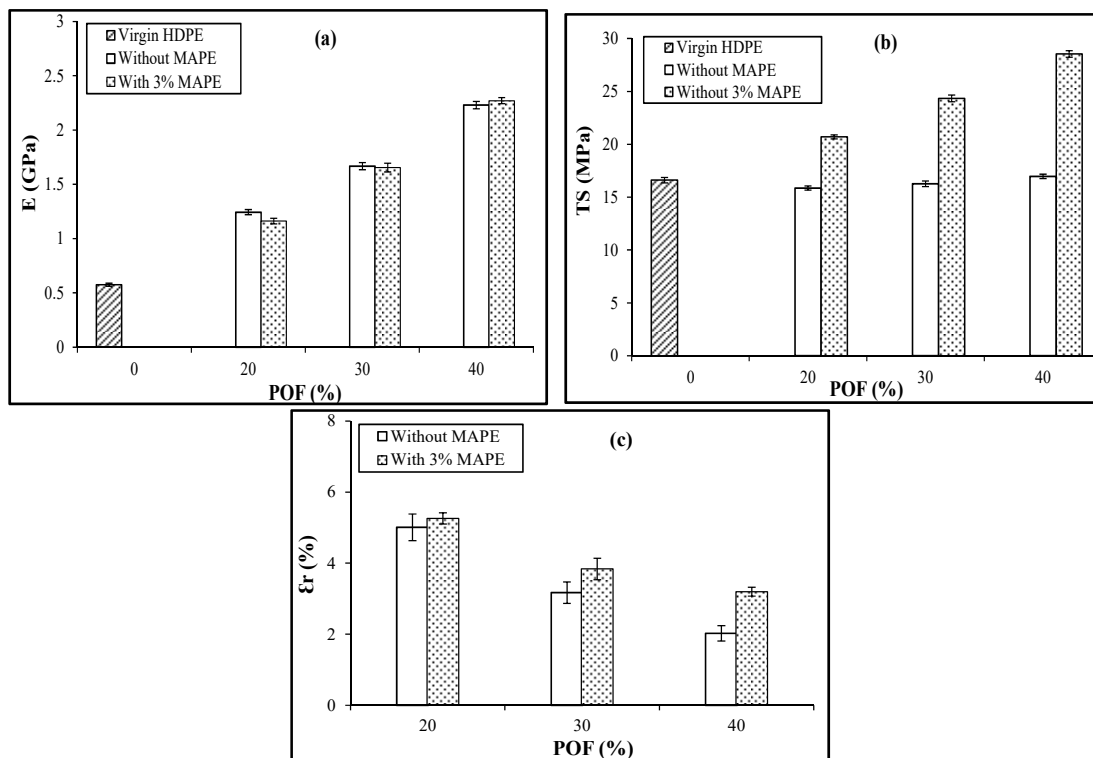 (a)
Virgin HDPE
Without MAPE
With 3% MAPE
E (GPa)
3
2.5
2
1.5
1
0.5
0
0 20 30 40
POF (%)
(b)
Virgin HDPE
Without MAPE
Without 3% MAPE
TS (MPa)
30
25
20
15
10
5
0
0 20 30 40
POF (%)
(c)
Without MAPE
With 3% MAPE
Ɛr (%)
8
6
4
2
0
20 30 40
POF (%)